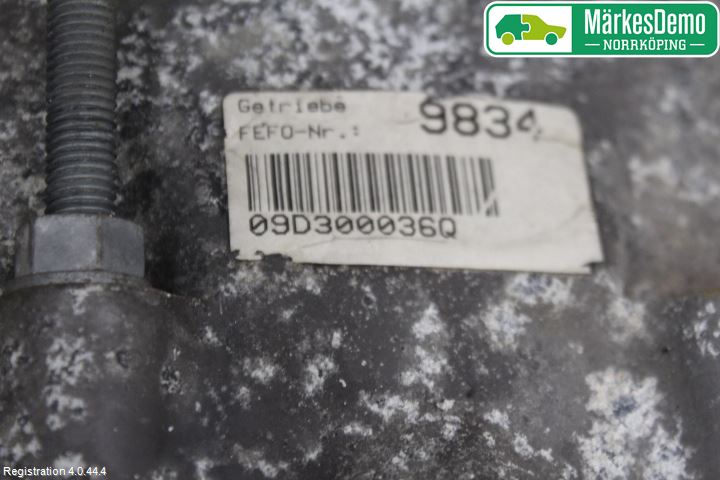 MärkesDemo
NORRKÖPING
Getriebe 9834
FEFO-Nr.:
09D300036Q
Registration 4.0.44.4